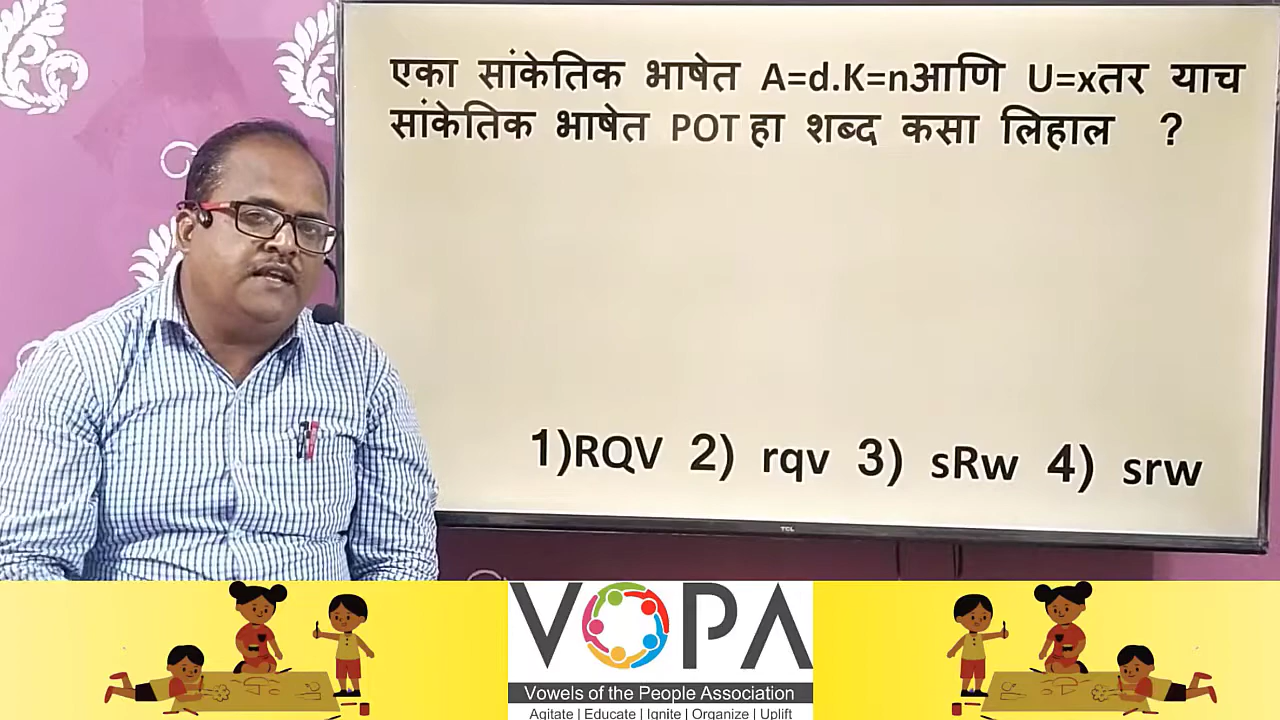 एका सांकेतिक भाषेत A=d.K=nआणि U=xतर याच
सांकेतिक भाषेत POT हा शब्द कसा लिहाल ?
1)RQV 2) rqv 3) sRw 4) srw
TCL
VOPA
Vowels of the People Association
Agitate | Educate | Ignite | Organize | Uplift